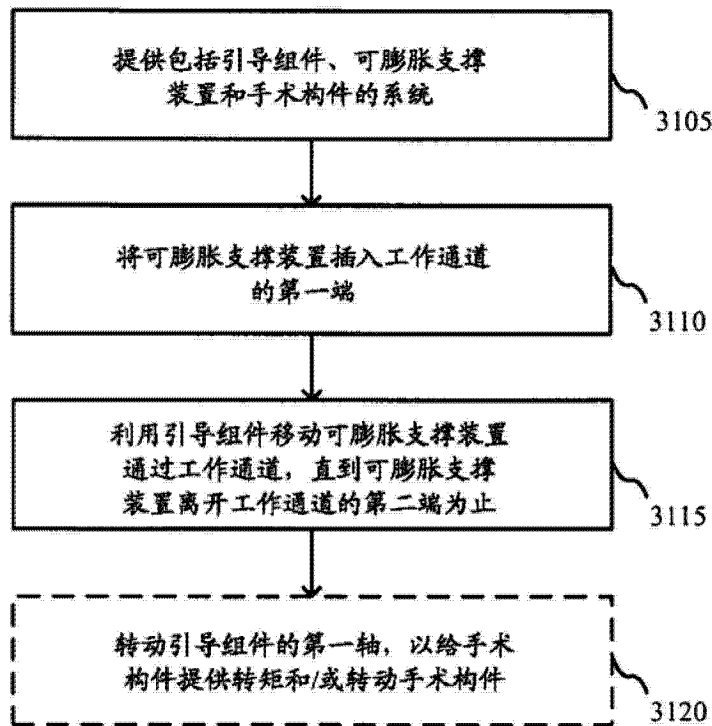 提供包括引导组件、可膨胀支撑
装置和手术构件的系统
3105
将可膨胀支撑装置插入工作通道
的第一端
3110
利用引导组件移动可膨胀支撑装置
通过工作通道，直到可膨胀支撑
装置离开工作通道的第二端为止
3115
转动引导组件的第一轴，以给手术
构件提供转矩和/或转动手术构件
3120